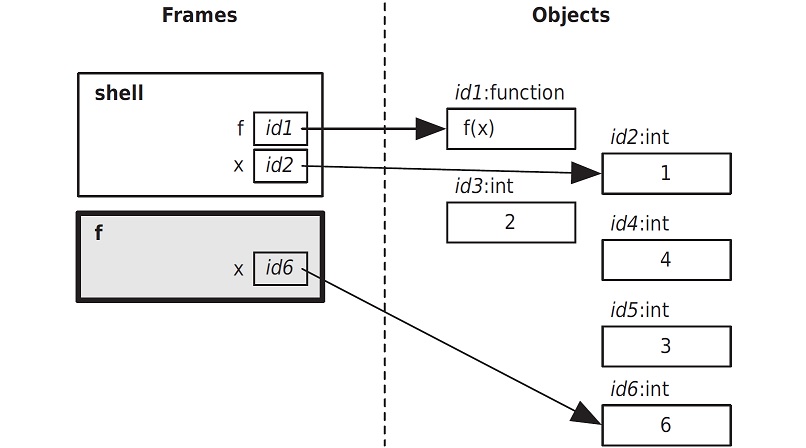 Frames
Objects
shell
f id1
x id2
f
x id6
id1:function
f(x)
id2:int
1
id3:int
2
id4:int
4
id5:int
3
id6:int
6